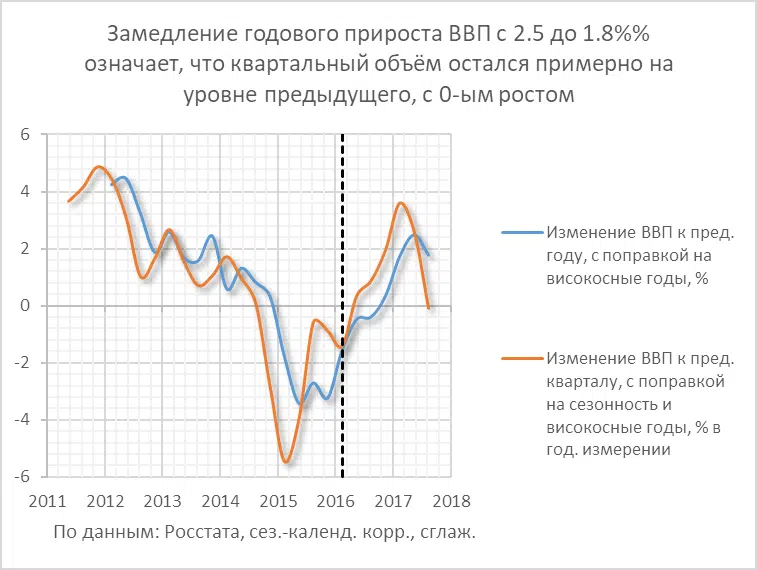 Замедление годового прироста ВВП с 2.5 до 1.8%%
означает, что квартальный объём остался примерно на
уровне предыдущего, с 0-ым ростом
6
4
2
0
-2
-4
-6
2011 2012 2013 2014 2015 2016 2017 2018
Изменение ВВП к пред.
году, с поправкой на
високосные годы, %
Изменение ВВП к пред.
кварталу, с поправкой
на сезонность и
високосные годы, % в
год. измерении
По данным: Росстата, сез.-календ. корр., сглаж.